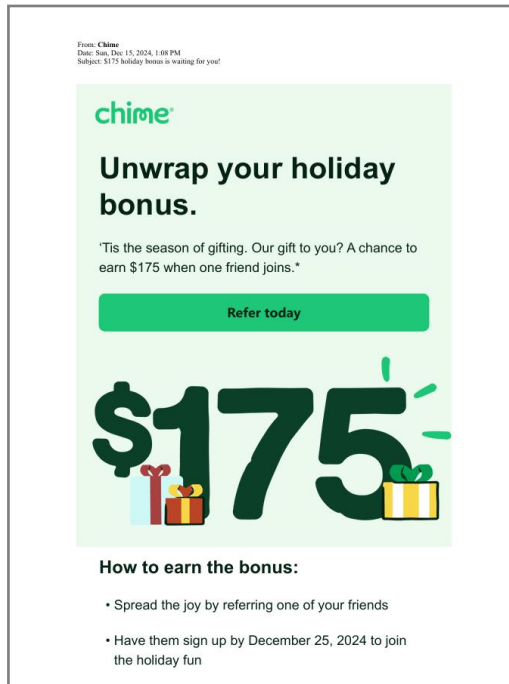 From: Chime
Date: Sun, Dec 15, 2024, 1:08 PM
Subject: $175 holiday bonus is waiting for you!
chime®
Unwrap your holiday
bonus.
‘Tis the season of gifting. Our gift to you? A chance to
earn $175 when one friend joins.*
Refer today
$175
How to earn the bonus:
• Spread the joy by referring one of your friends
• Have them sign up by December 25, 2024 to join
the holiday fun